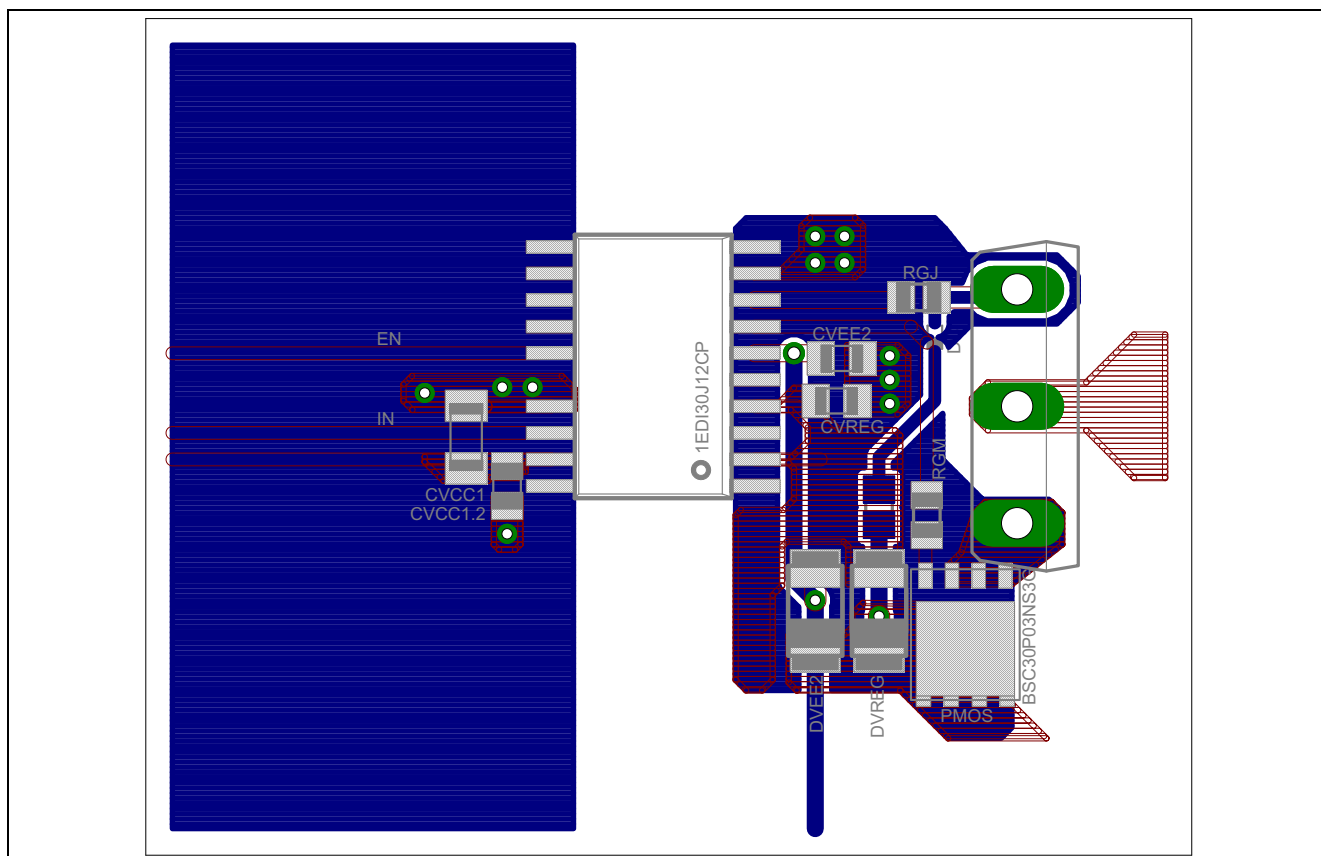 RGJ
EN
CVEE2
1EDI30J12CP
IN
CVREG
RGM
CVCC1
CVCC1.2
BSC30P03NS3G
DVEE2
DVREG
PMOS